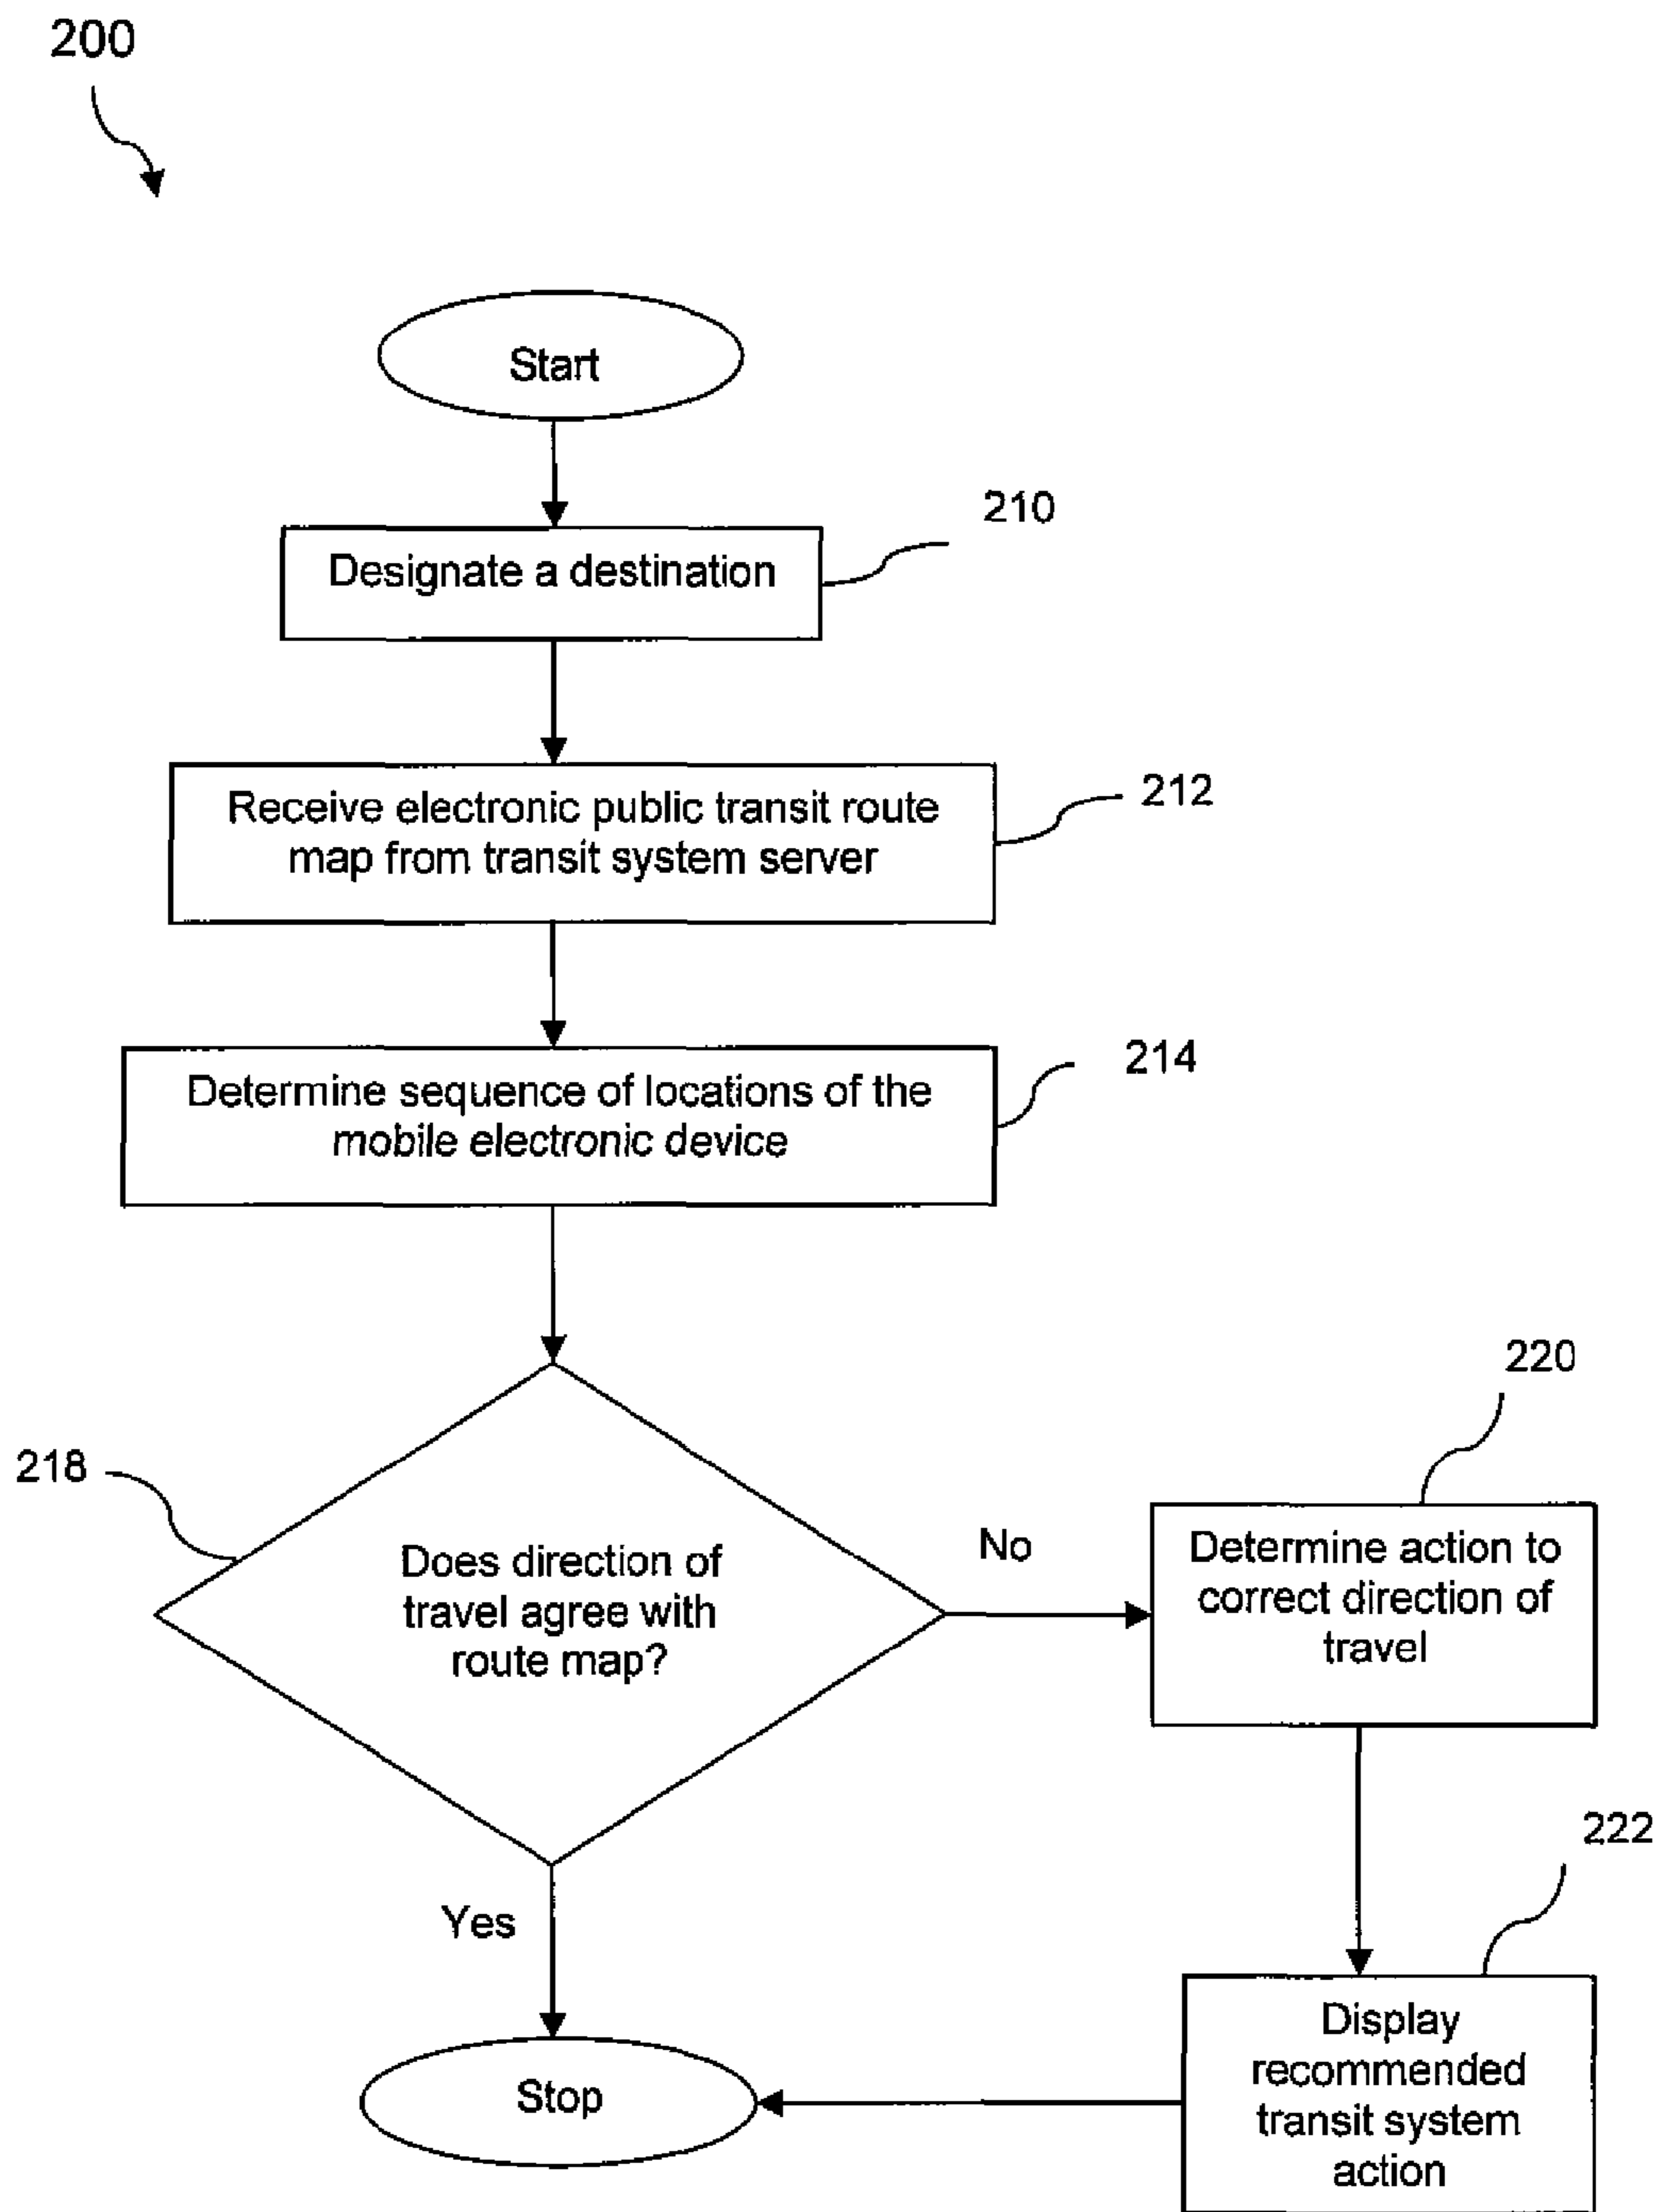 200
Start
210
Designate a destination
212
Receive electronic public transit route
map from transit system server
214
Determine sequence of locations of the
mobile electronic device
218
Does direction of
travel agree with
route map?
No
220
Determine action to
correct direction of
travel
222
Display
recommended
transit system
action
Yes
Stop